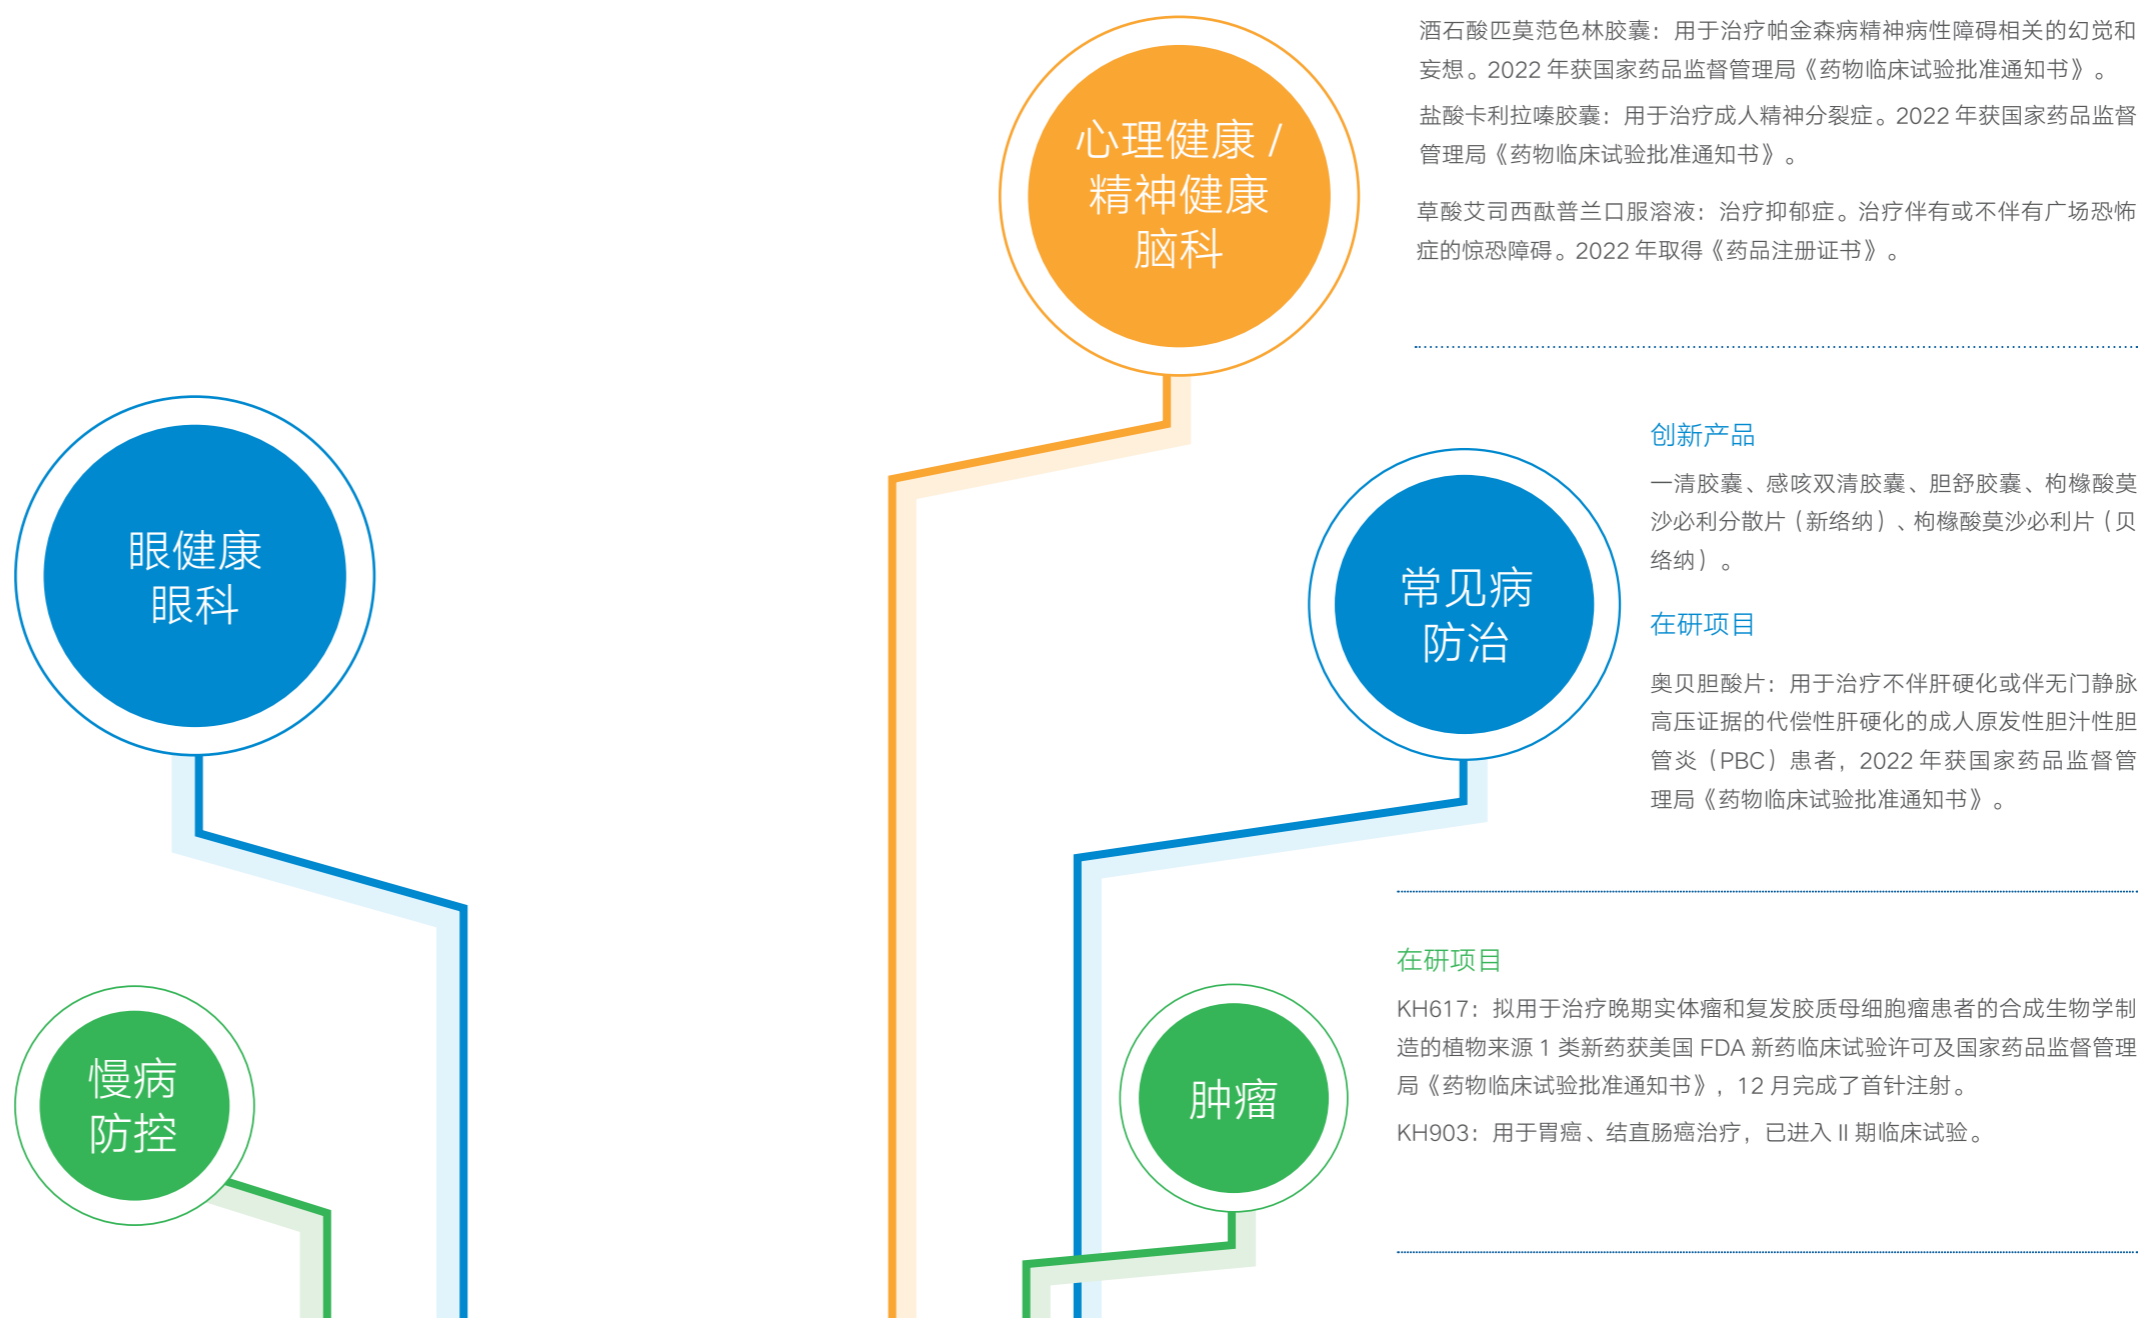 心理健康 /
精神健康
脑科
酒石酸匹莫范色林胶囊：用于治疗帕金森病精神病性障碍相关的幻觉和
妄想。2022 年获国家药品监督管理局《药物临床试验批准通知书》。
盐酸卡利拉嗪胶囊：用于治疗成人精神分裂症。2022 年获国家药品监督
管理局《药物临床试验批准通知书》。
草酸艾司西酞普兰口服溶液：治疗抑郁症。治疗伴有或不伴有广场恐怖
症的惊恐障碍。2022 年取得《药品注册证书》。
眼健康
眼科
常见病
防治
创新产品
一清胶囊、感咳双清胶囊、胆舒胶囊、枸橼酸莫
沙必利分散片（新络纳）、枸橼酸莫沙必利片（贝
络纳）。
在研项目
奥贝胆酸片：用于治疗不伴肝硬化或伴无门静脉
高压证据的代偿性肝硬化的成人原发性胆汁性胆
管炎（PBC）患者，2022 年获国家药品监督管
理局《药物临床试验批准通知书》。
慢病
防控
肿瘤
在研项目
KH617：拟用于治疗晚期实体瘤和复发胶质母细胞瘤患者的合成生物学制
造的植物来源 1 类新药获美国 FDA 新药临床试验许可及国家药品监督管理
局《药物临床试验批准通知书》，12 月完成了首针注射。
KH903：用于胃癌、结直肠癌治疗，已进入 II 期临床试验。